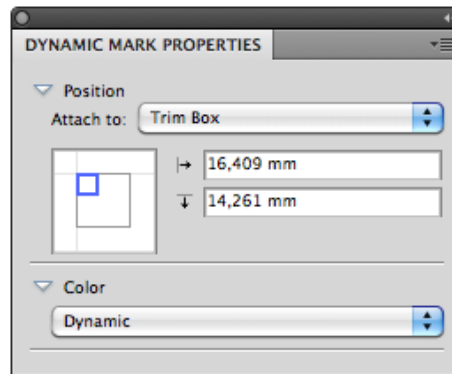 DYNAMIC MARK PROPERTIES
Position
Attach to: Trim Box
16,409 mm
14,261 mm
Color
Dynamic